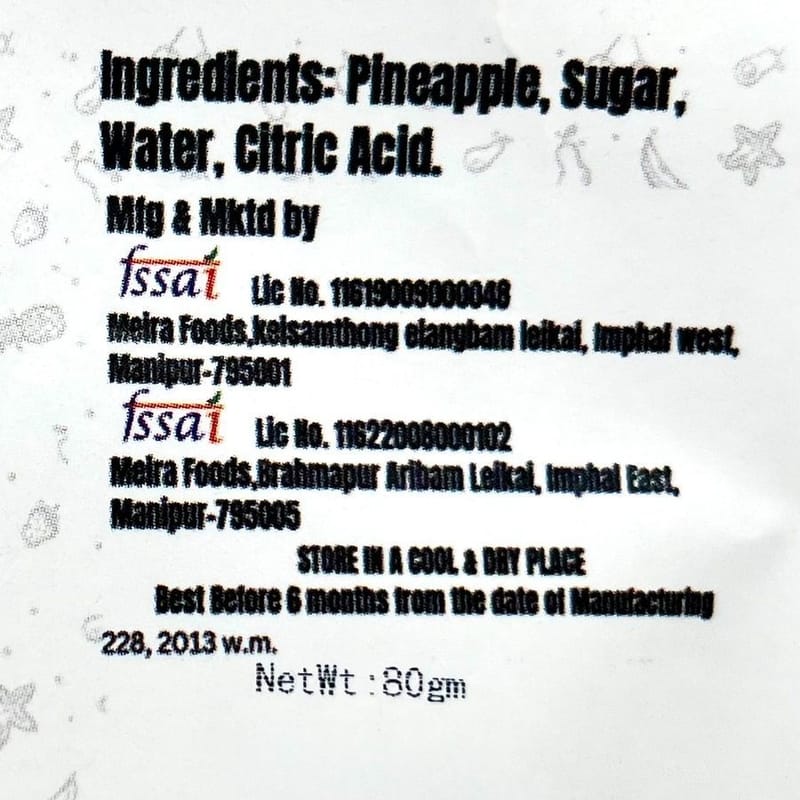 Ingredients: Pineapple, Sugar,
Water, Citric Acid.
Mfg & Mktd by
fssai Lic No. 11619009000048
Meira Foods,keisamthong elangbam leikai, Imphal west,
Manipur-795001
fssai Lic No. 11622008000102
Meira Foods,Brahmapur Aribam Leikai, Imphal East,
Manipur-795005
STORE IN A COOL & DRY PLACE
Best Before 6 months from the date of Manufacturing
228, 2013 w.m.
NetWt:80gm